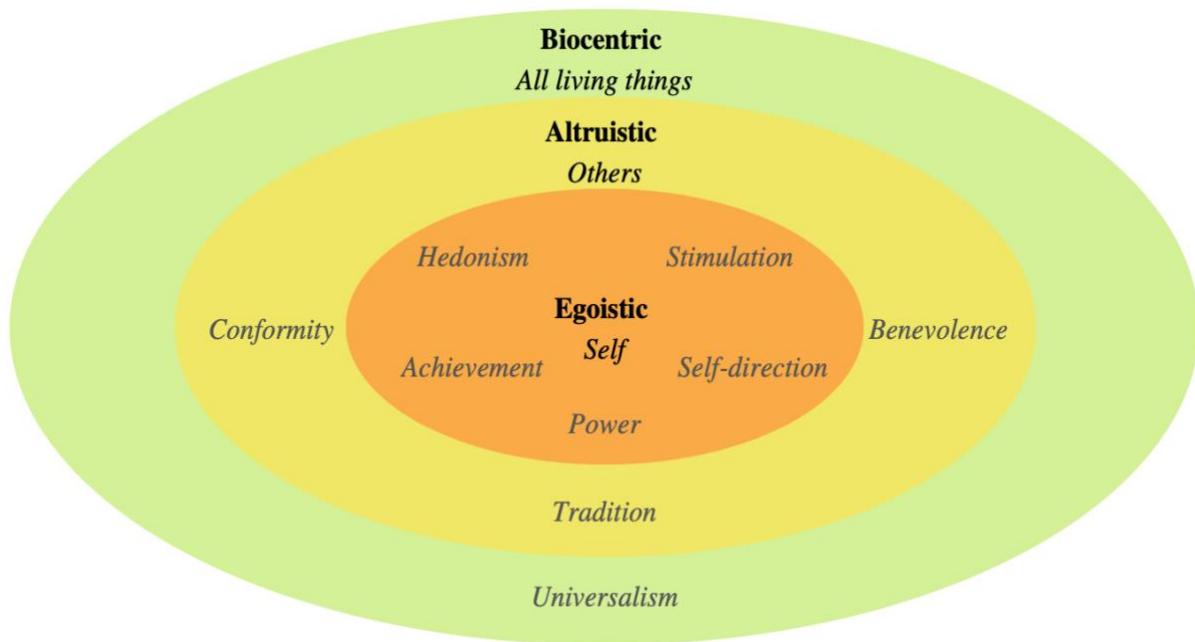 Biocentric
All living things
Altruistic
Others
Hedonism
Stimulation
Egoistic
Conformity
Benevolence
Self
Achievement
Self-direction
Power
Tradition
Universalism